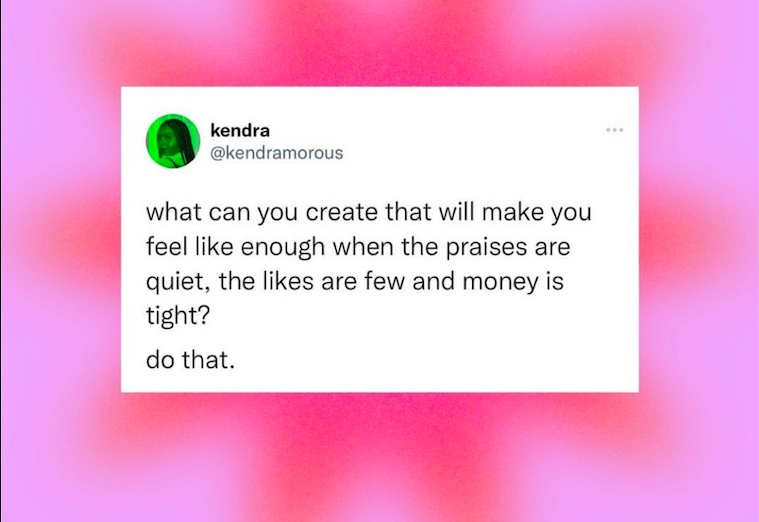 kendra
@kendramorous
what can you create that will make you
feel like enough when the praises are
quiet, the likes are few and money is
tight?
do that.